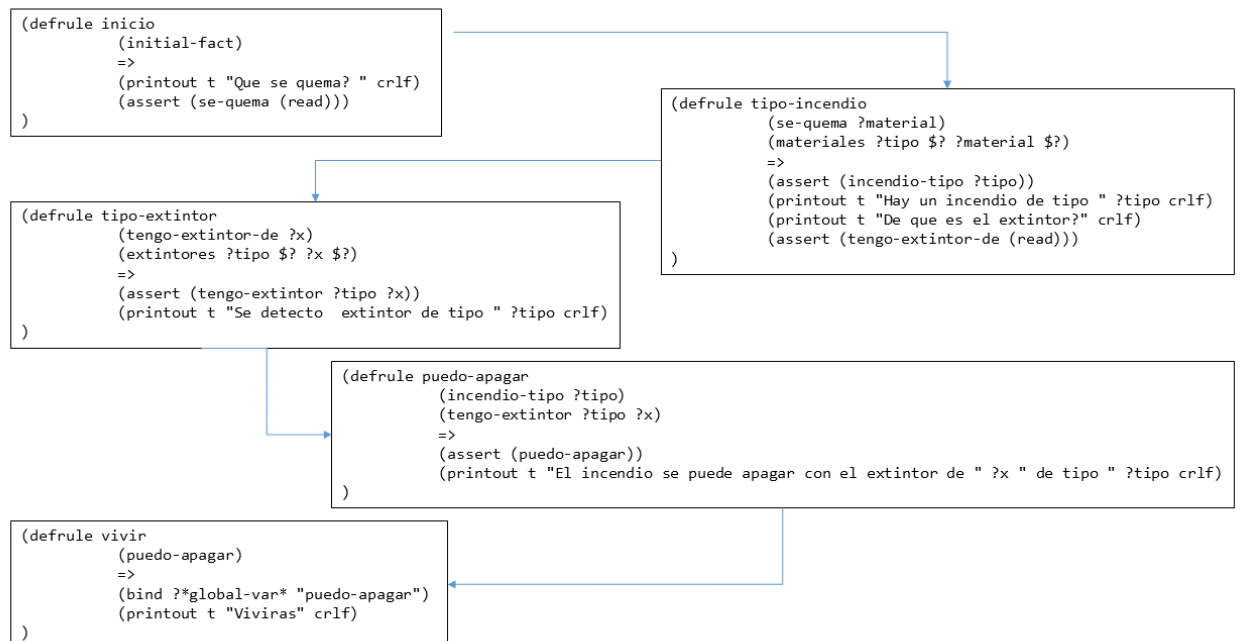 (defrule inicio
(initial-fact)
=>
(printout t "Que se quema? " crlf)
(assert (se-quema (read)))
)
(defrule tipo-incendio
(se-quema ?material)
(materiales ?tipo $? ?material $?)
=>
(assert (incendio-tipo ?tipo))
(printout t "Hay un incendio de tipo " ?tipo crlf)
(printout t "De que es el extintor?" crlf)
(assert (tengo-extintor-de (read)))
)
(defrule tipo-extintor
(tengo-extintor-de ?x)
(extintores ?tipo $? ?x $?)
=>
(assert (tengo-extintor ?tipo ?x))
(printout t "Se detecto  extintor de tipo " ?tipo crlf)
)
(defrule puedo-apagar
(incendio-tipo ?tipo)
(tengo-extintor ?tipo ?x)
=>
(assert (puedo-apagar))
(printout t "El incendio se puede apagar con el extintor de " ?x " de tipo " ?tipo crlf)
)
(defrule vivir
(puedo-apagar)
=>
(bind ?*global-var* "puedo-apagar")
(printout t "Viviras" crlf)
)